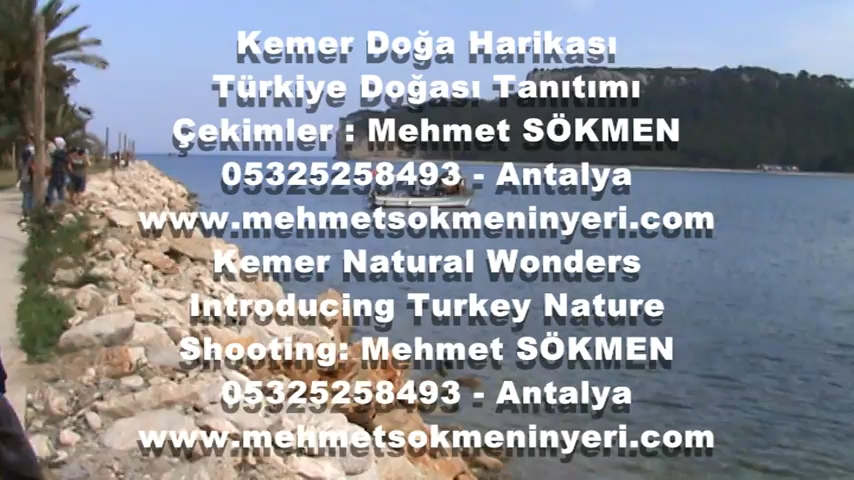 Kemer Doğa Harikası
Türkiye Doğası Tanıtımı
Çekimler : Mehmet SÖKMEN
05325258493 - Antalya
www.mehmetsokmeninyeri.com
Kemer Natural Wonders
Introducing Turkey Nature
Shooting: Mehmet SÖKMEN
05325258493 - Antalya
www.mehmetsokmeninyeri.com